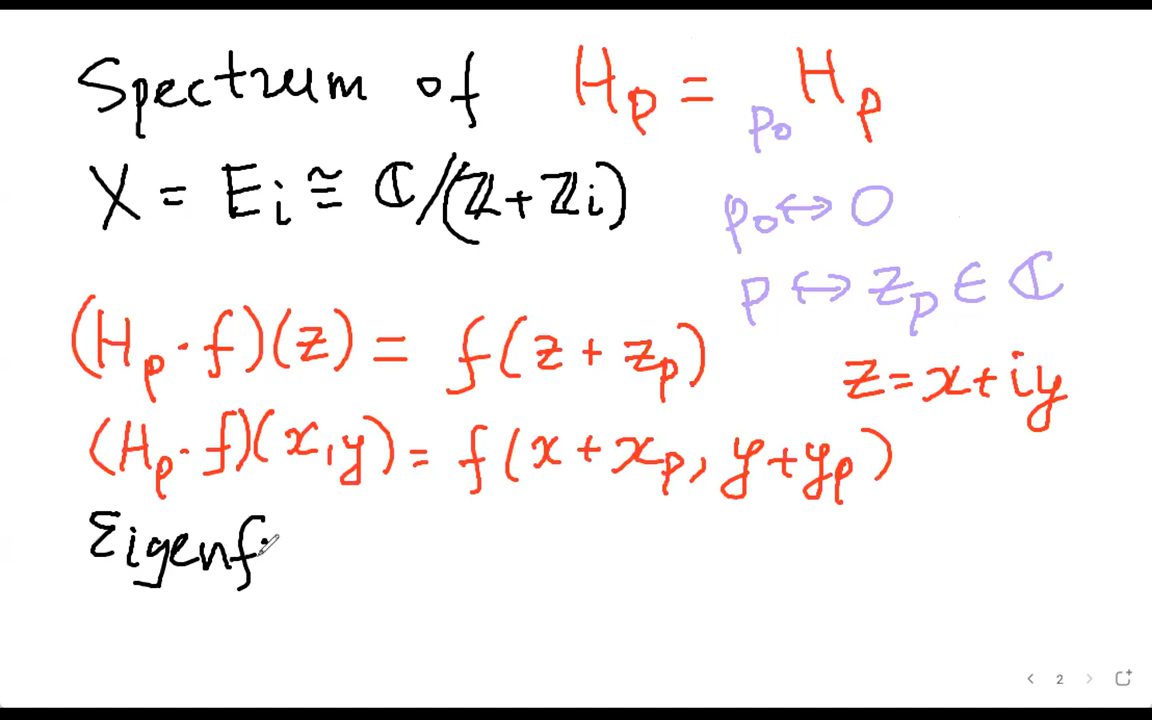 Spectrum of H_p = _{p_0} H_p
X = E_i ≅ ℂ/(ℤ+ℤi)
p_0 ↔ 0
p ↔ z_p ∈ ℂ
(H_p · f)(z) = f(z + z_p)
z = x + iy
(H_p · f)(x, y) = f(x + x_p, y + y_p)
Eigenf
2